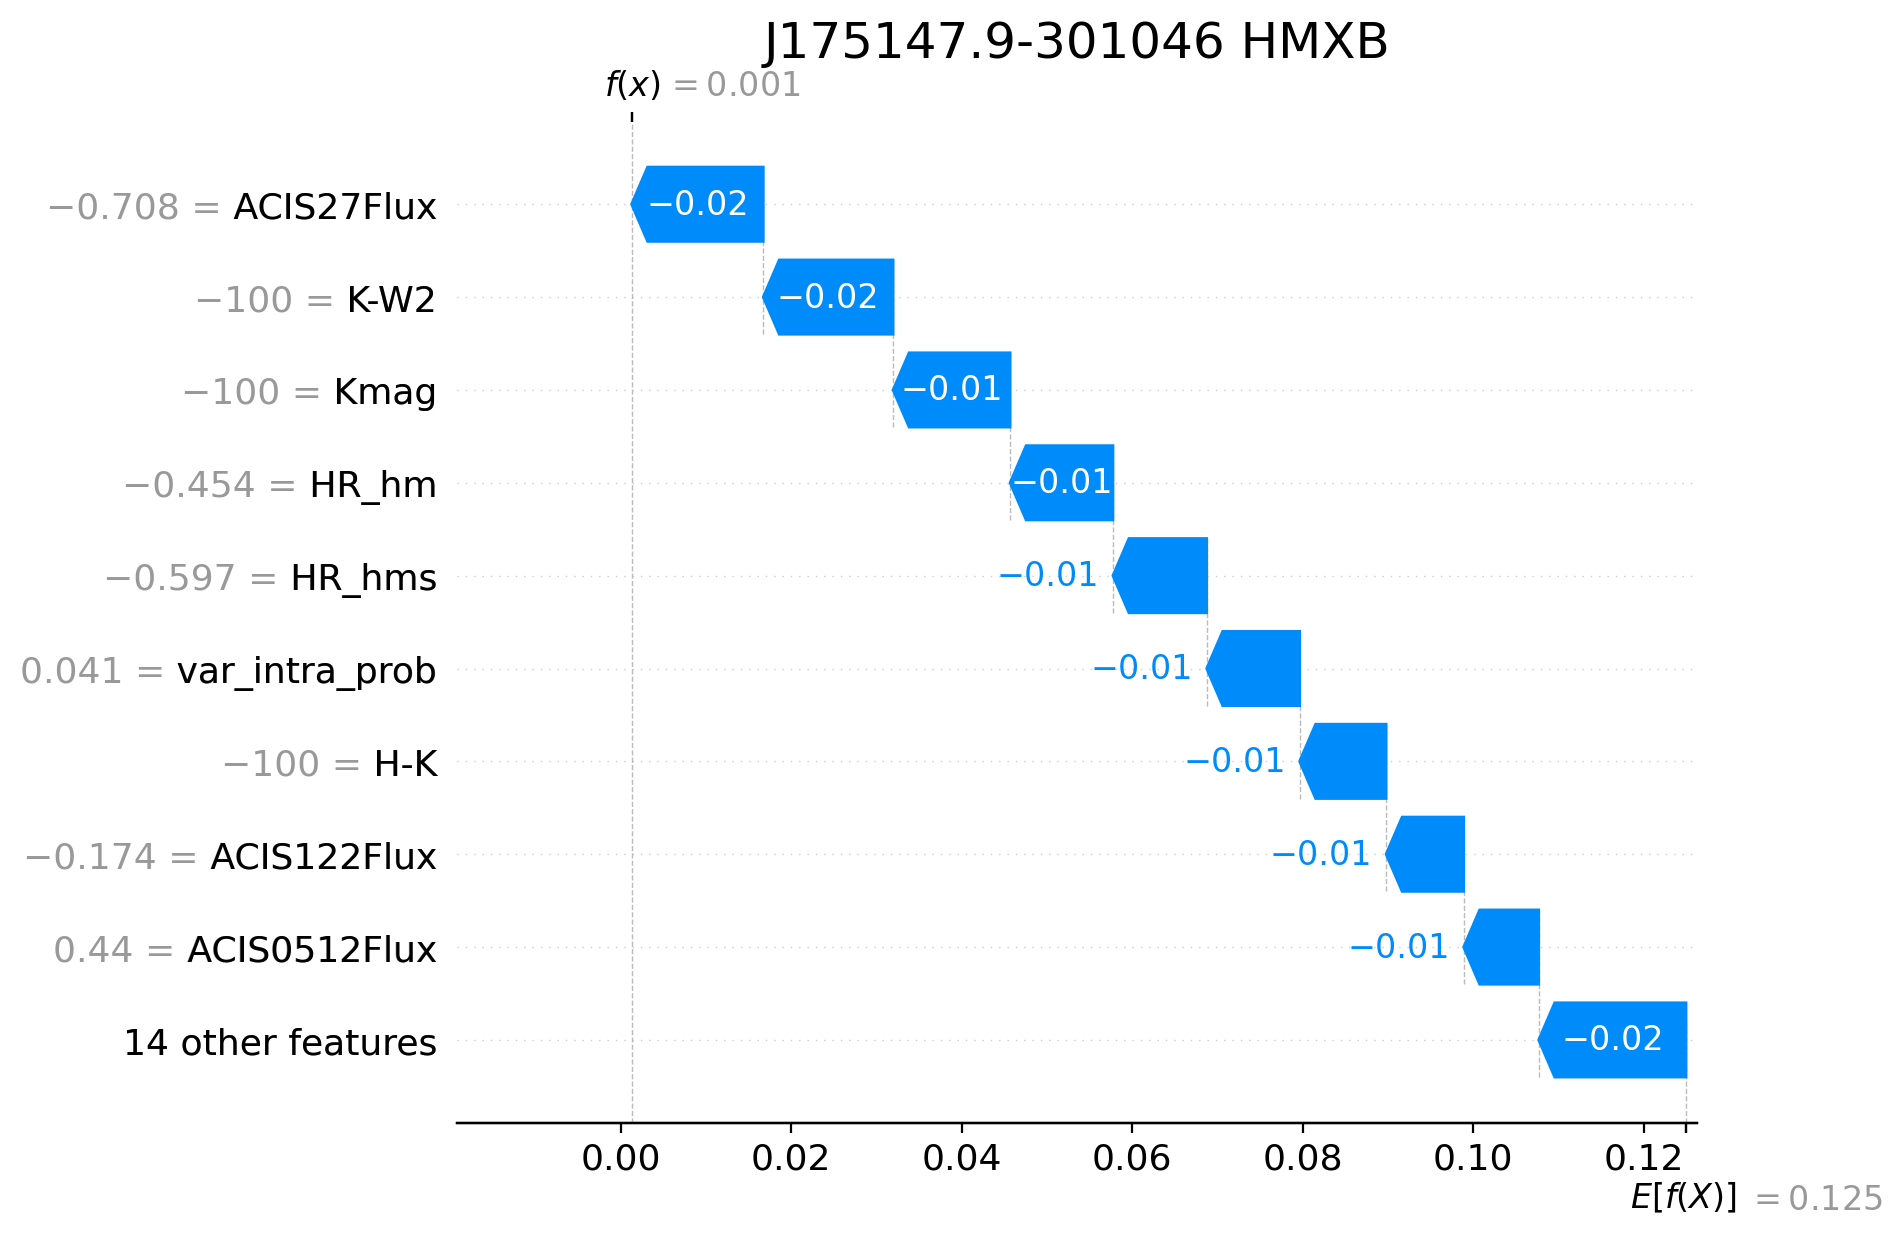 J175147.9-301046 HMXB
f(x) = 0.001
−0.708 = ACIS27Flux −0.02
−100 = K-W2 −0.02
−100 = Kmag −0.01
−0.454 = HR_hm −0.01
−0.597 = HR_hms −0.01
0.041 = var_intra_prob −0.01
−100 = H-K −0.01
−0.174 = ACIS122Flux −0.01
0.44 = ACIS0512Flux −0.01
14 other features −0.02
0.00 0.02 0.04 0.06 0.08 0.10 0.12
E[f(X)] = 0.125